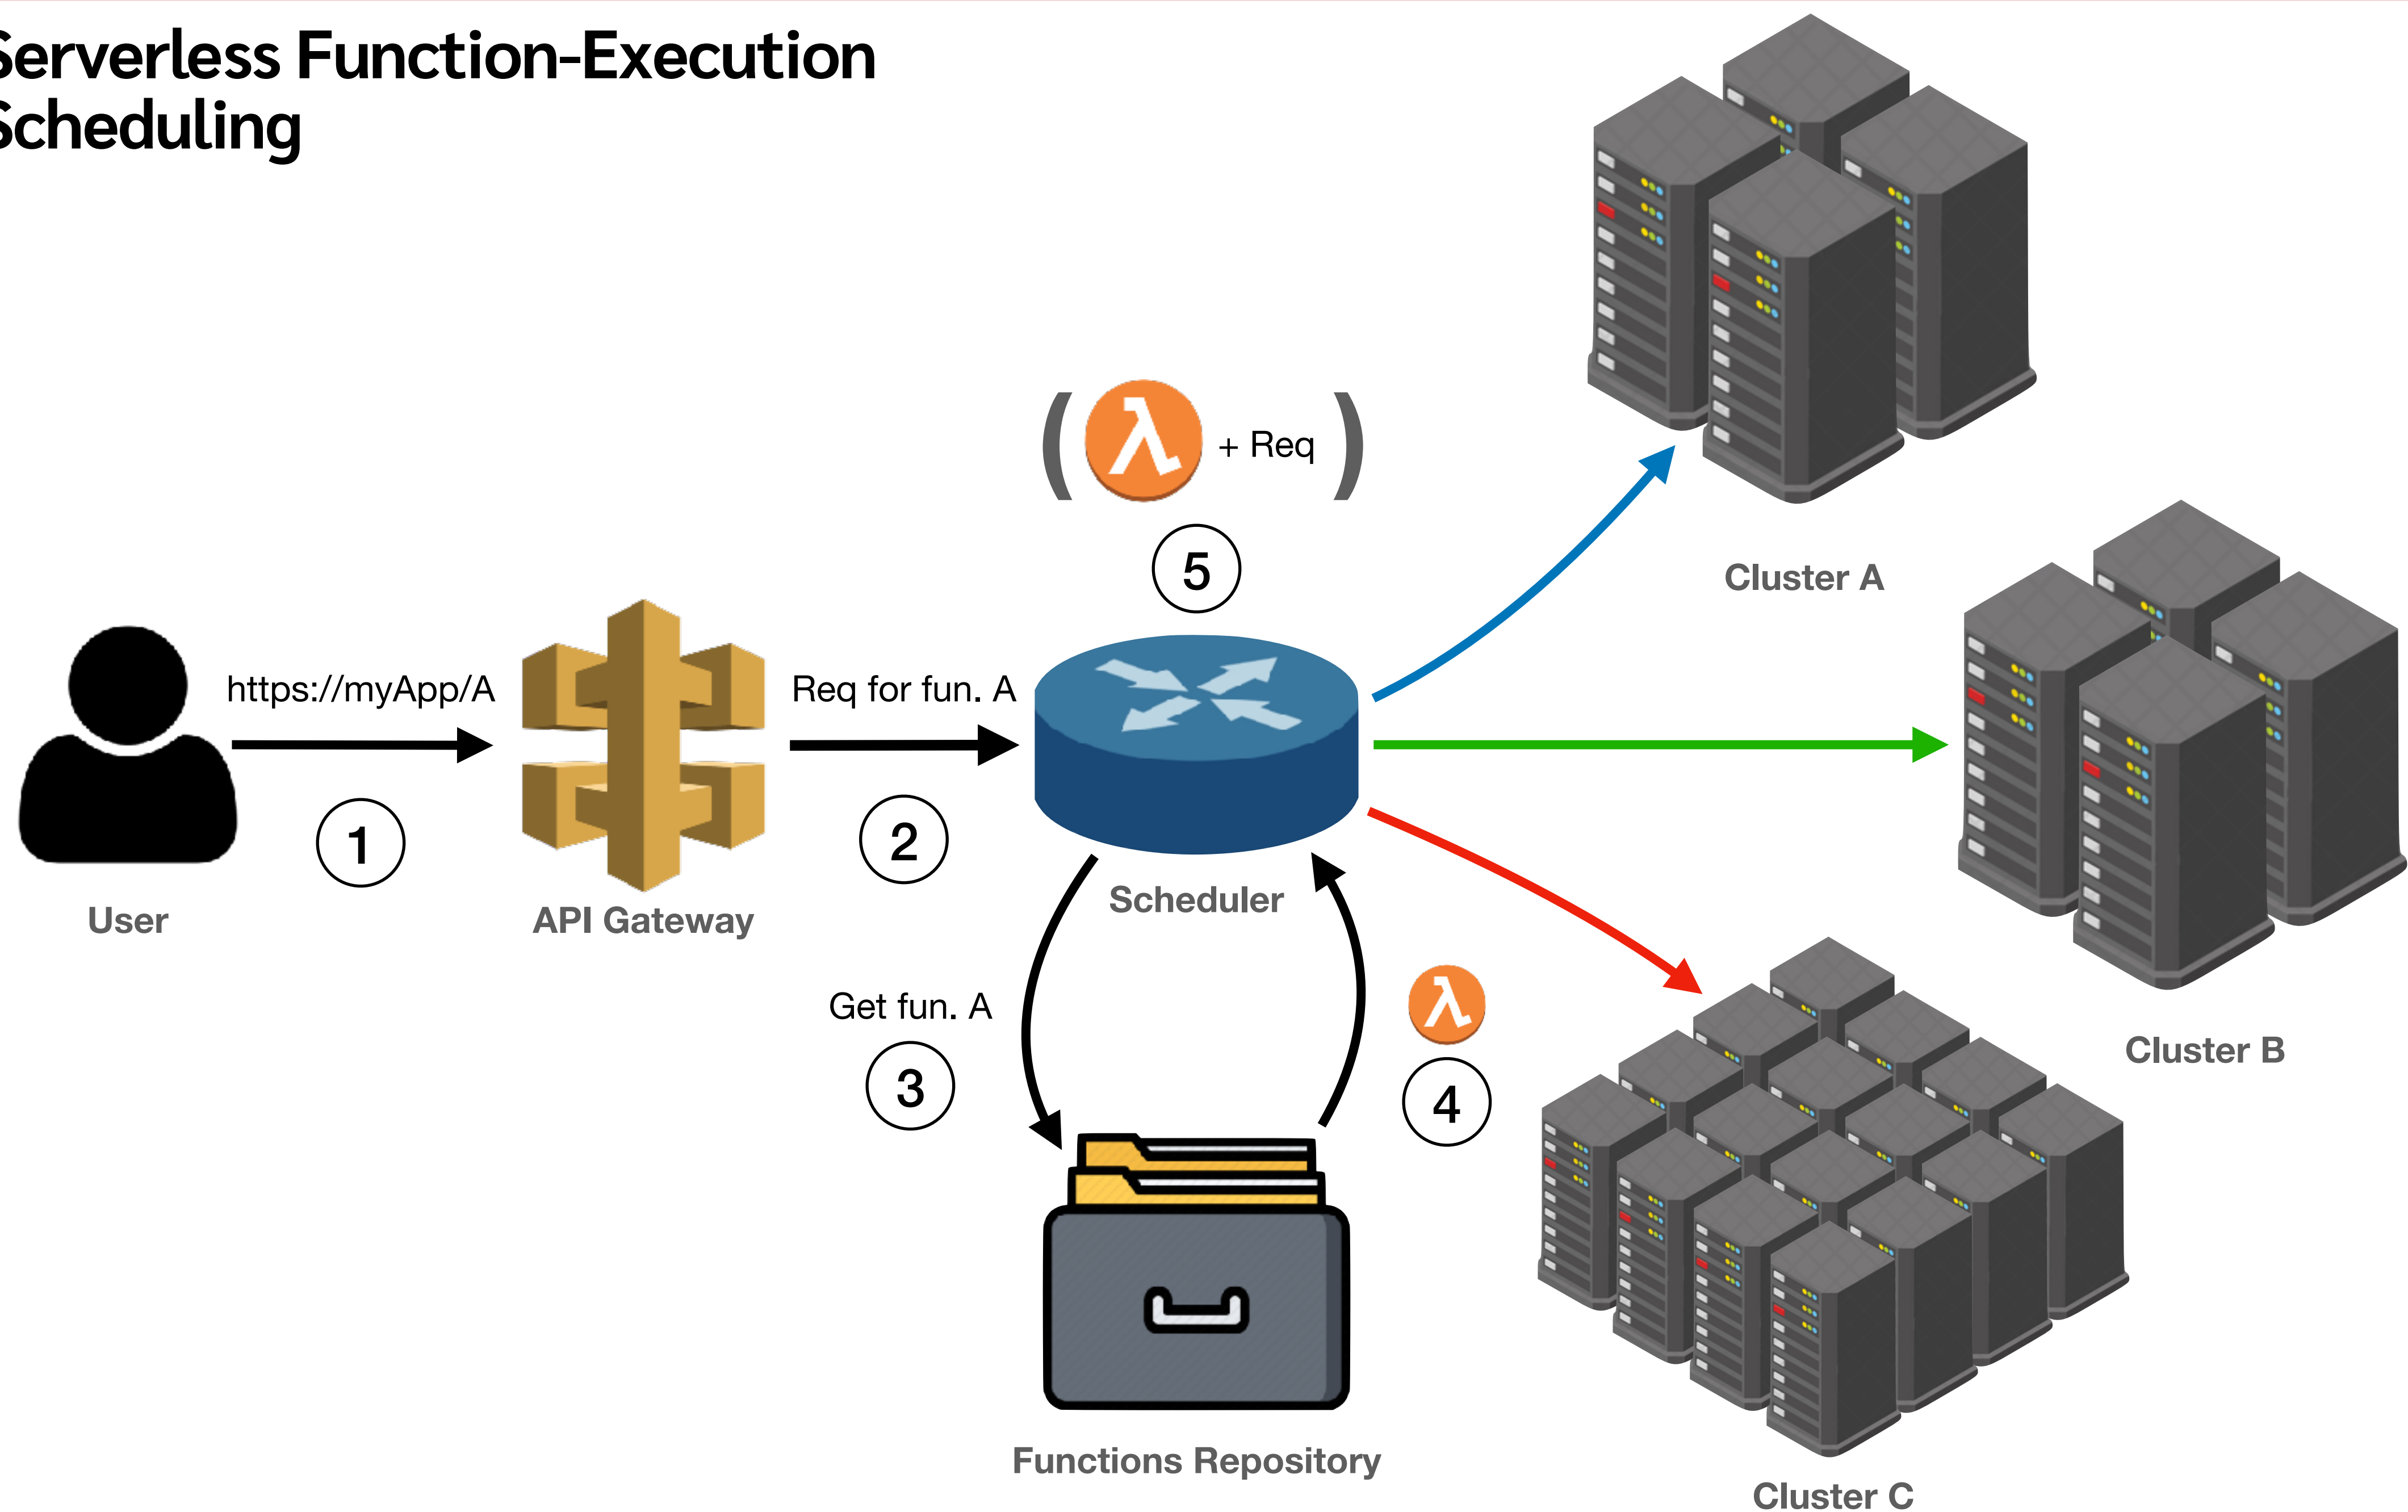 Serverless Function-Execution
Scheduling
λ + Req
5
Cluster A
https://myApp/A
Req for fun. A
1
2
User
API Gateway
Scheduler
Cluster B
Get fun. A
3
λ
4
Functions Repository
Cluster C